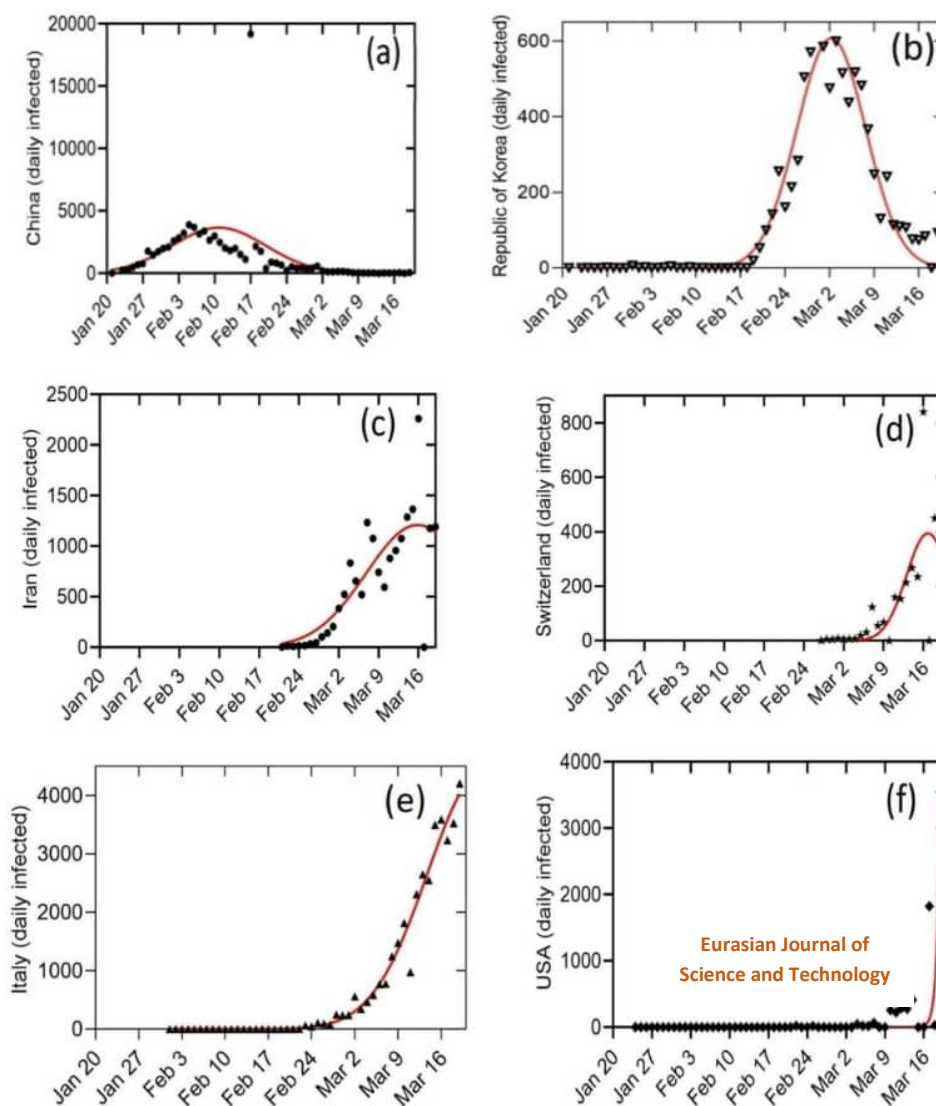 20000
15000
10000
5000
0
China (daily infected)
(a)
Jan 20
Jan 27
Feb 3
Feb 10
Feb 17
Feb 24
Mar 2
Mar 9
Mar 16
600
400
200
0
Republic of Korea (daily infected)
(b)
Jan 20
Jan 27
Feb 3
Feb 10
Feb 17
Feb 24
Mar 2
Mar 9
Mar 16
2500
2000
1500
1000
500
0
Iran (daily infected)
(c)
Jan 20
Jan 27
Feb 3
Feb 10
Feb 17
Feb 24
Mar 2
Mar 9
Mar 16
800
600
400
200
0
Switzerland (daily infected)
(d)
Jan 20
Jan 27
Feb 3
Feb 10
Feb 17
Feb 24
Mar 2
Mar 9
Mar 16
4000
3000
2000
1000
0
Italy (daily infected)
(e)
Jan 20
Jan 27
Feb 3
Feb 10
Feb 17
Feb 24
Mar 2
Mar 9
Mar 16
4000
3000
2000
1000
0
USA (daily infected)
(f)
Eurasian Journal of
Science and Technology
Jan 20
Jan 27
Feb 3
Feb 10
Feb 17
Feb 24
Mar 2
Mar 9
Mar 16